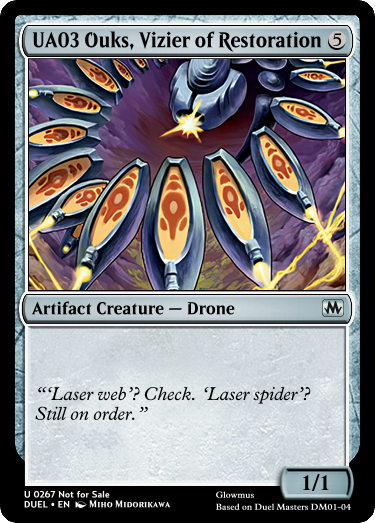 UA03 Ouks, Vizier of Restoration 5
Artifact Creature — Drone
“‘Laser web’? Check. ‘Laser spider’?
Still on order.”
1/1
U 0267 Not for Sale
DUEL • EN Miho Midorikawa
Glowmus
Based on Duel Masters DM01-04